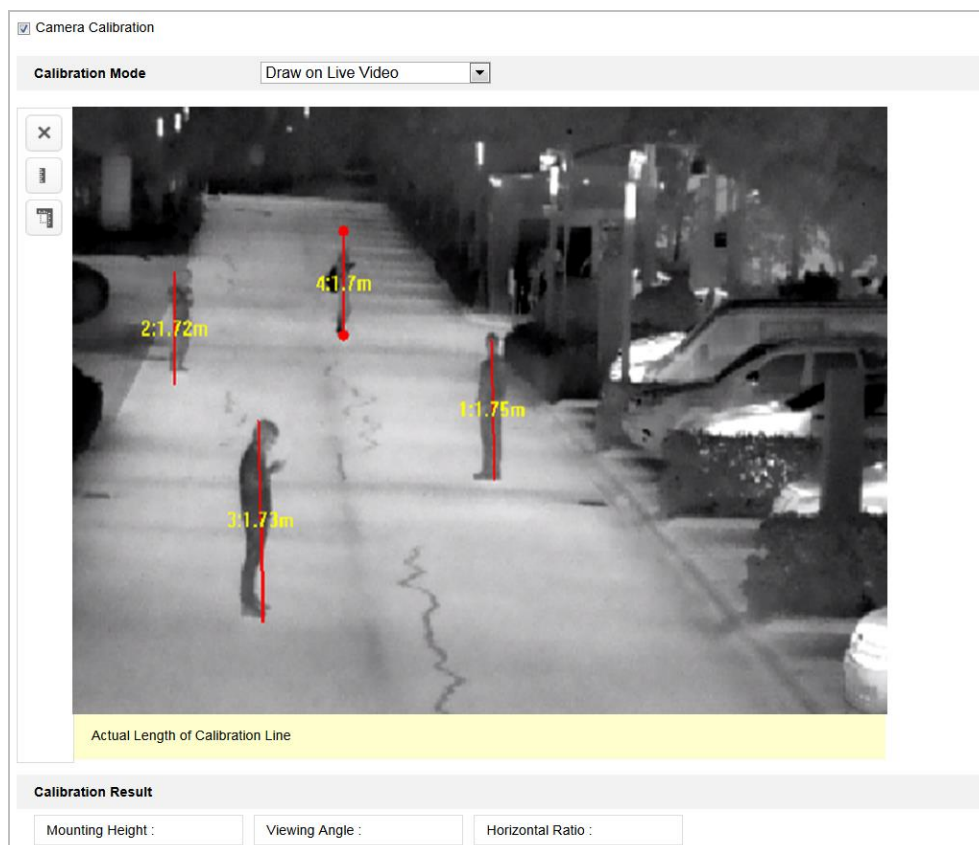 Camera Calibration
Calibration Mode
Draw on Live Video
4:1.7m
2:1.72m
1:1.75m
3:1.73m
Actual Length of Calibration Line
Calibration Result
Mounting Height :
Viewing Angle :
Horizontal Ratio :